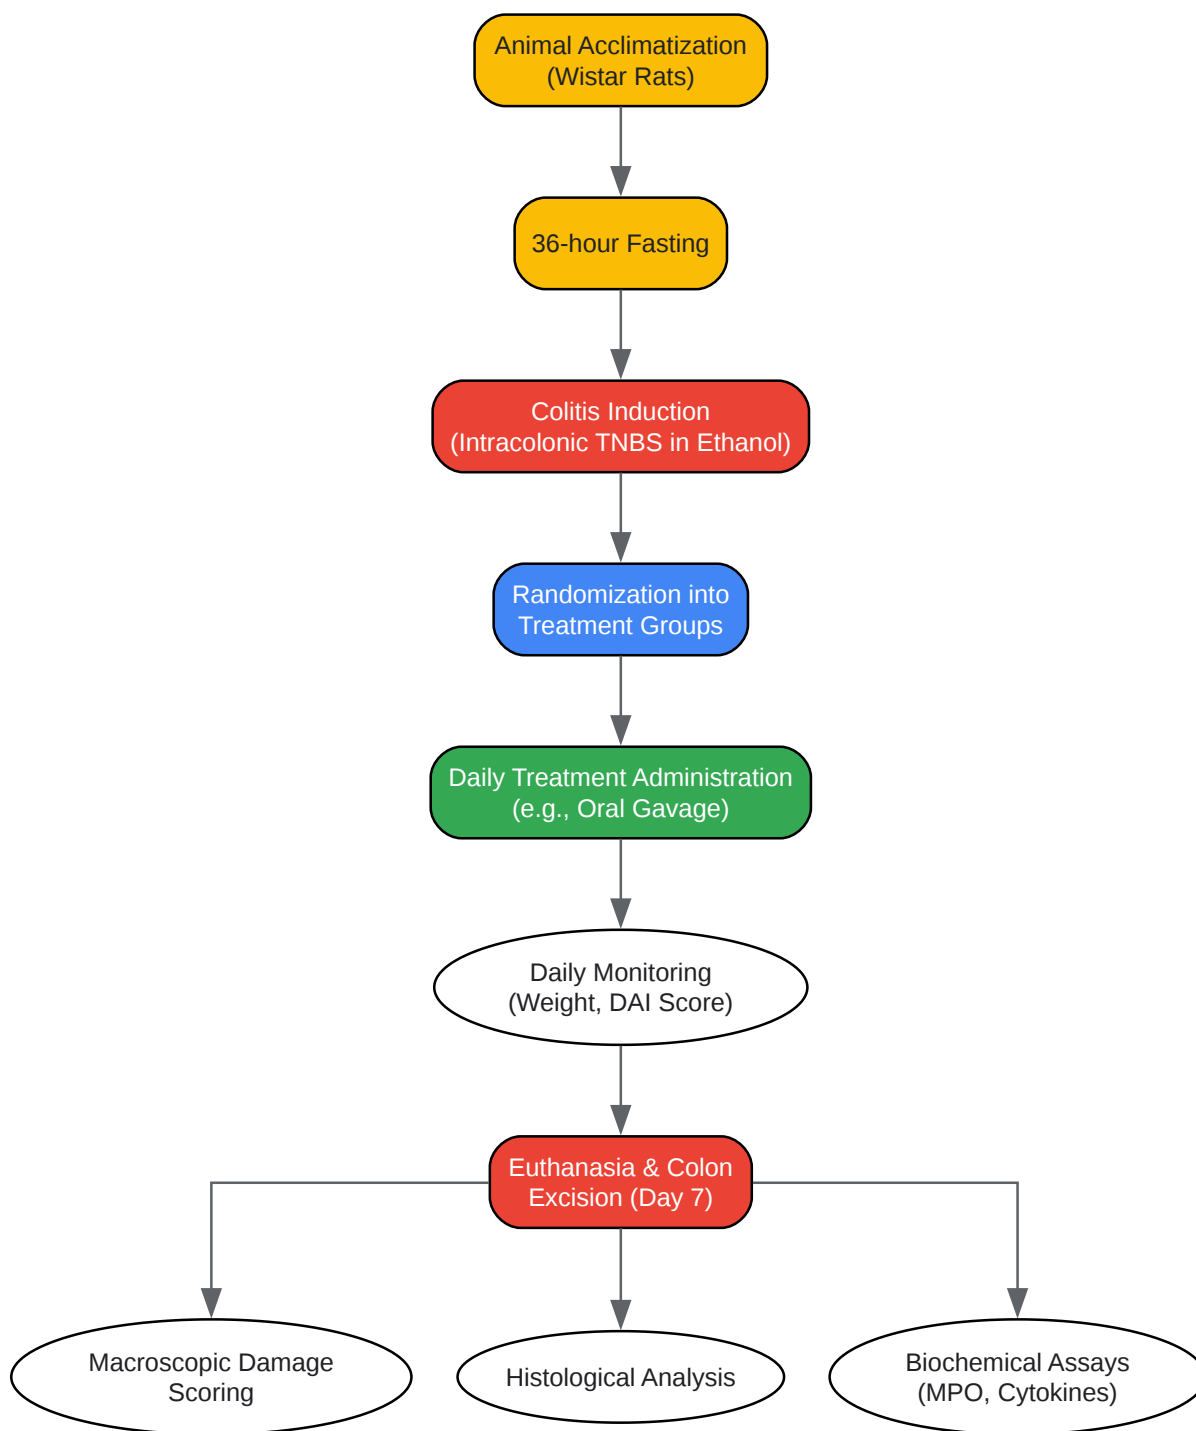 Animal Acclimatization
(Wistar Rats)
36-hour Fasting
Colitis Induction
(Intracolonic TNBS in Ethanol)
Randomization into
Treatment Groups
Daily Treatment Administration
(e.g., Oral Gavage)
Daily Monitoring
(Weight, DAI Score)
Euthanasia & Colon
Excision (Day 7)
Macroscopic Damage
Scoring
Histological Analysis
Biochemical Assays
(MPO, Cytokines)